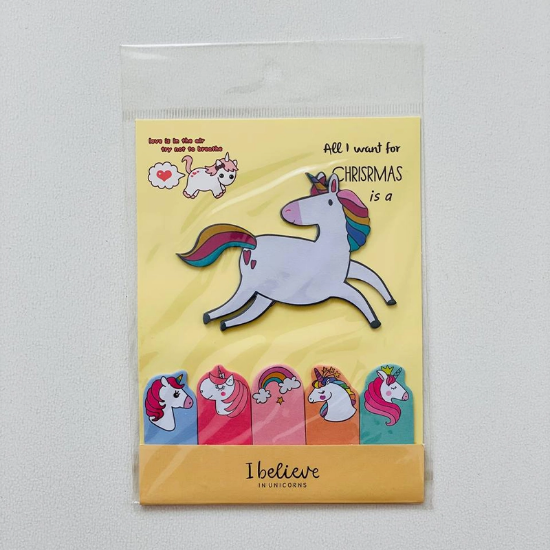 love is in the air
try not to breathe
All I want for
CHRISRMAS
is a
I believe
IN UNICORNS